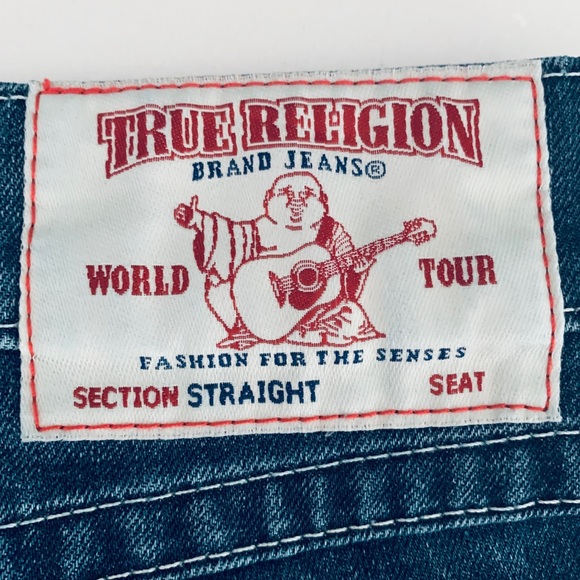 TRUE RELIGION
BRAND JEANS®
WORLD TOUR
FASHION FOR THE SENSES
SECTION STRAIGHT SEAT